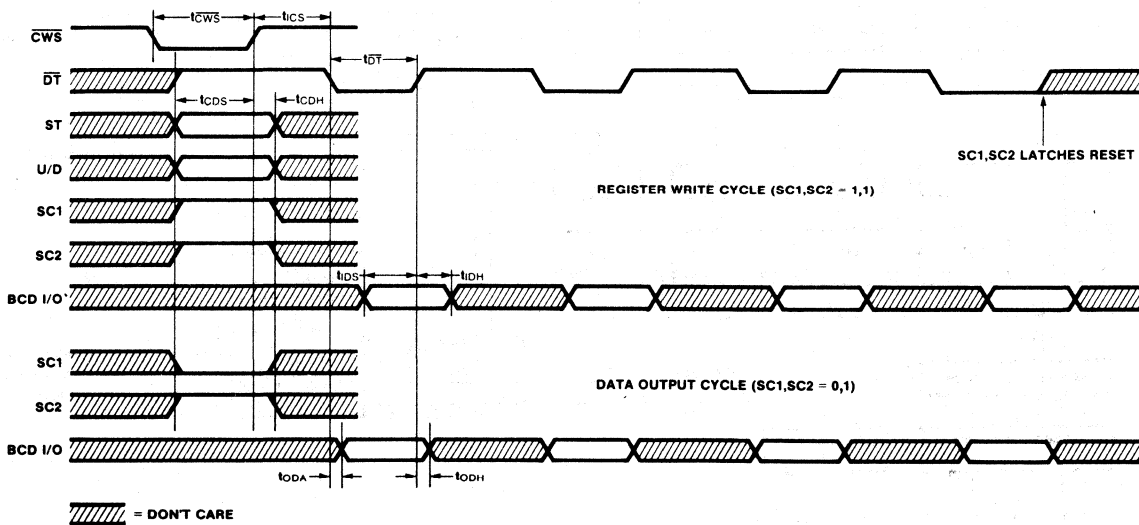 tCWS tICS
CWS
tDT
DT
tCDS tCDH
ST
SC1,SC2 LATCHES RESET
U/D
REGISTER WRITE CYCLE (SC1,SC2 = 1,1)
SC1
SC2
tIDS tIDH
BCD I/O
SC1
DATA OUTPUT CYCLE (SC1,SC2 = 0,1)
SC2
BCD I/O
tODA tODH
= DON'T CARE